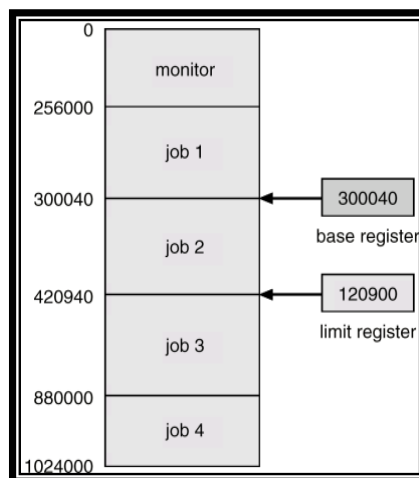 0
monitor
256000
job 1
300040
300040
base register
job 2
420940
120900
limit register
job 3
880000
job 4
1024000